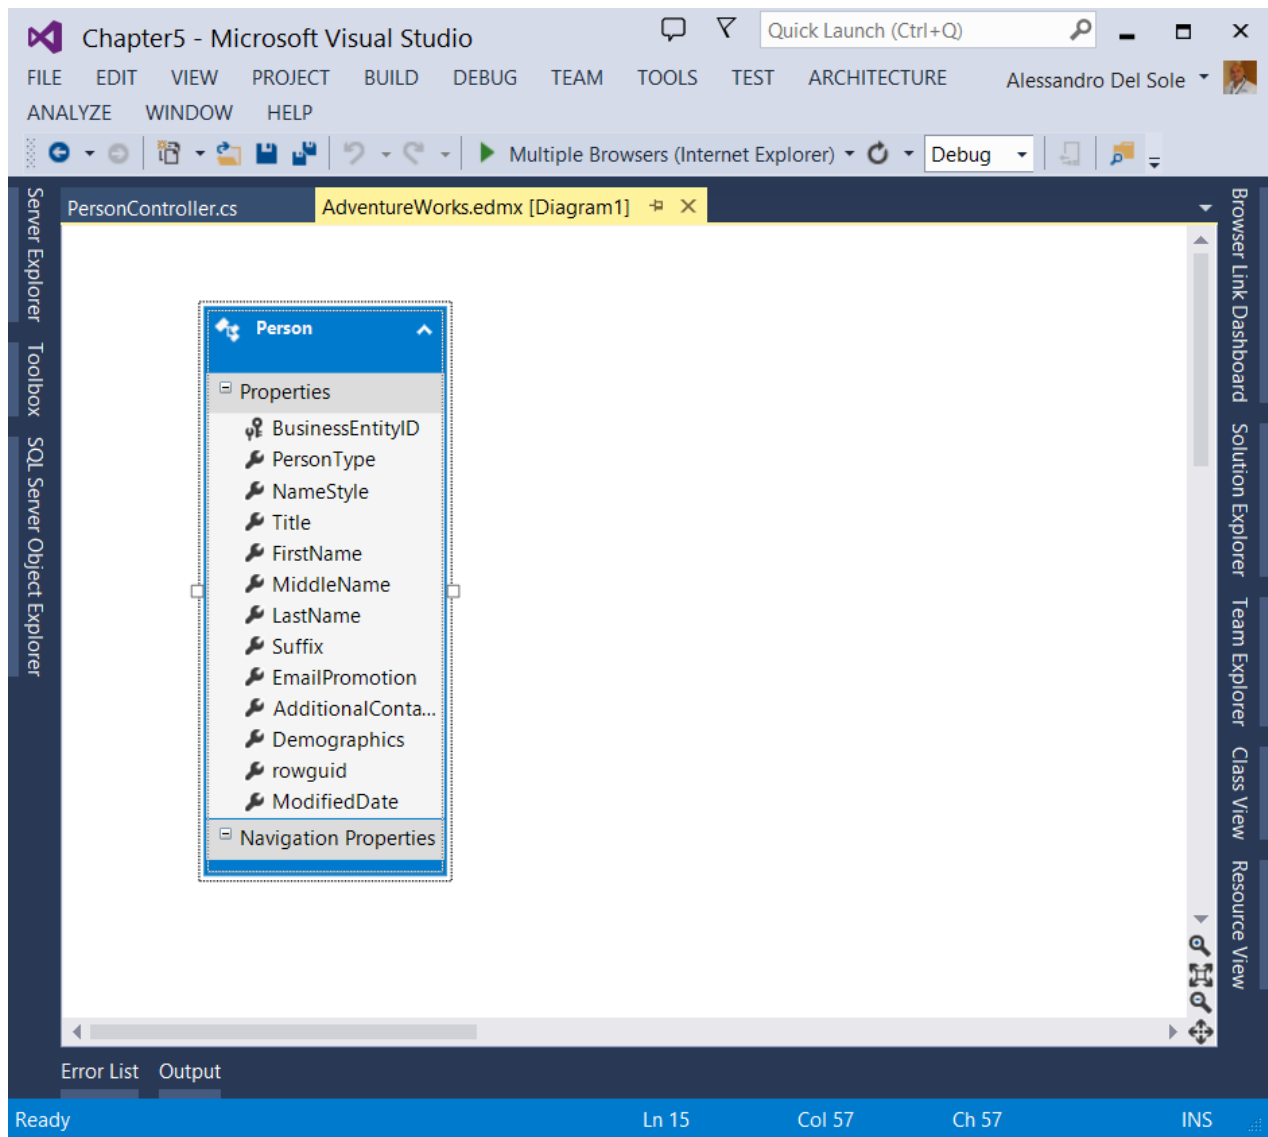 Chapter5 - Microsoft Visual Studio
Quick Launch (Ctrl+Q)
FILE EDIT VIEW PROJECT BUILD DEBUG TEAM TOOLS TEST ARCHITECTURE Alessandro Del Sole
ANALYZE WINDOW HELP
Multiple Browsers (Internet Explorer) Debug
Server Explorer
Toolbox
SQL Server Object Explorer
PersonController.cs AdventureWorks.edmx [Diagram1]
Person
Properties
BusinessEntityID
PersonType
NameStyle
Title
FirstName
MiddleName
LastName
Suffix
EmailPromotion
AdditionalConta...
Demographics
rowguid
ModifiedDate
Navigation Properties
Browser Link Dashboard
Solution Explorer
Team Explorer
Class View
Resource View
Error List Output
Ready Ln 15 Col 57 Ch 57 INS